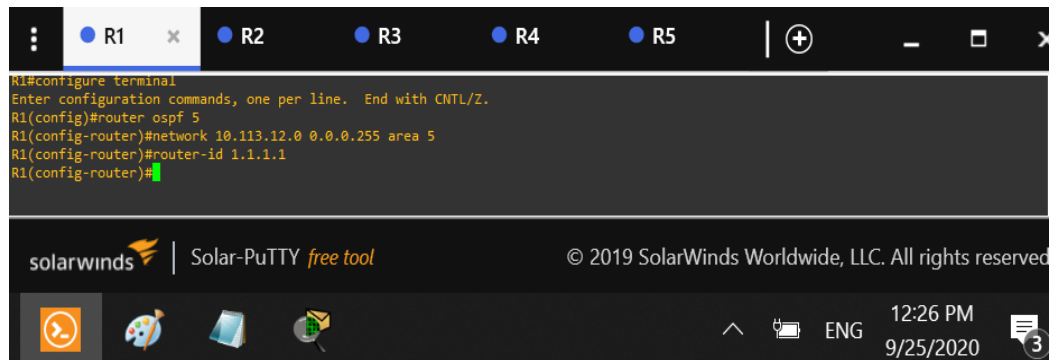 R1 × R2 R3 R4 R5
R1#configure terminal
Enter configuration commands, one per line. End with CNTL/Z.
R1(config)#router ospf 5
R1(config-router)#network 10.113.12.0 0.0.0.255 area 5
R1(config-router)#router-id 1.1.1.1
R1(config-router)#
solarwinds | Solar-PuTTY free tool © 2019 SolarWinds Worldwide, LLC. All rights reserved
ENG 12:26 PM
9/25/2020 3